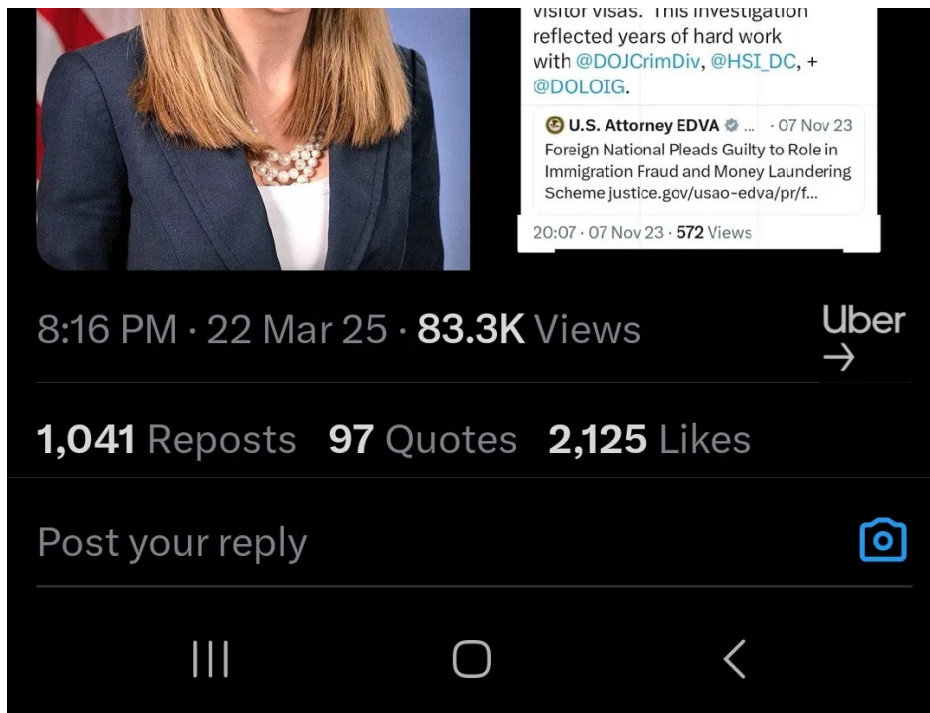 visitor visas. This investigation
reflected years of hard work
with @DOJCrimDiv, @HSI_DC, +
@DOLOIG.
U.S. Attorney EDVA ... · 07 Nov 23
Foreign National Pleads Guilty to Role in
Immigration Fraud and Money Laundering
Scheme justice.gov/usao-edva/pr/f...
20:07 · 07 Nov 23 · 572 Views
8:16 PM · 22 Mar 25 · 83.3K Views
Uber
1,041 Reposts 97 Quotes 2,125 Likes
Post your reply